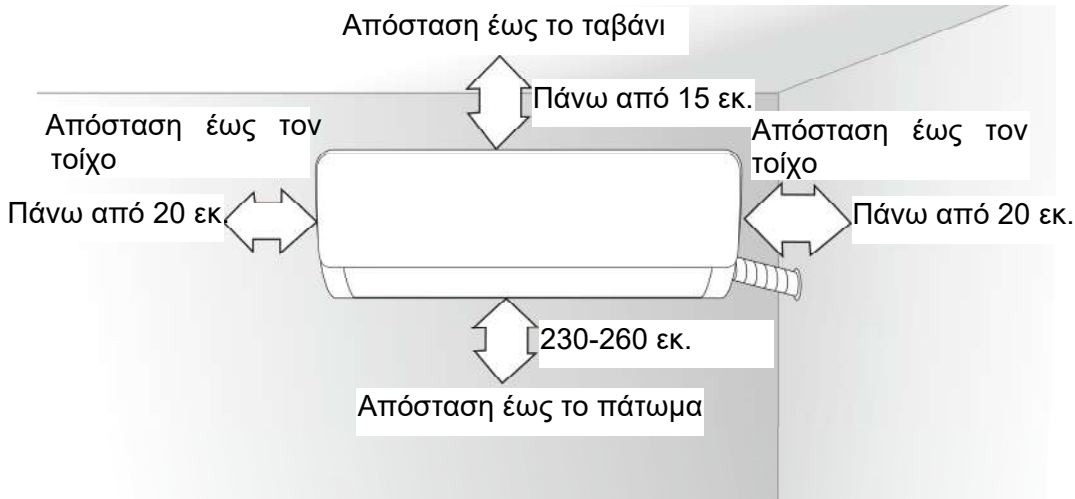 Απόσταση έως το ταβάνι
Πάνω από 15 εκ.
Απόσταση έως τον
τοίχο
Πάνω από 20 εκ.
Απόσταση έως τον
τοίχο
Πάνω από 20 εκ.
230-260 εκ.
Απόσταση έως το πάτωμα